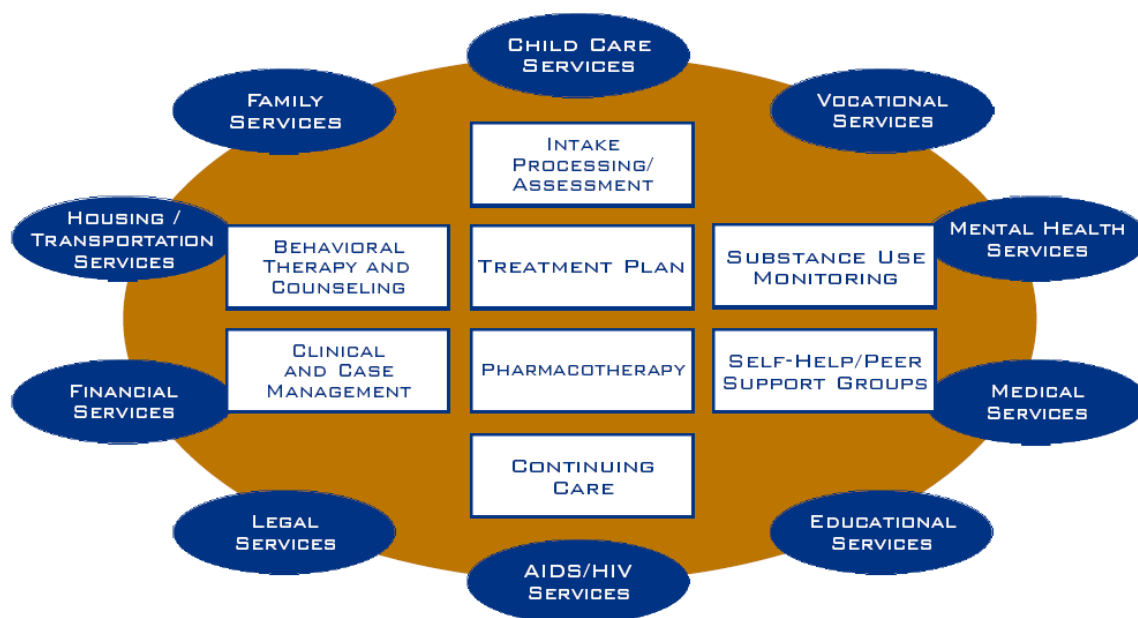 Child Care
Services
Family
Services
Vocational
Services
Intake
Processing/
Assessment
Housing /
Transportation
Services
Behavioral
Therapy and
Counseling
Treatment Plan
Substance Use
Monitoring
Mental Health
Services
Financial
Services
Clinical
and Case
Management
Pharmacotherapy
Self-Help/Peer
Support Groups
Medical
Services
Continuing
Care
Legal
Services
AIDS/HIV
Services
Educational
Services